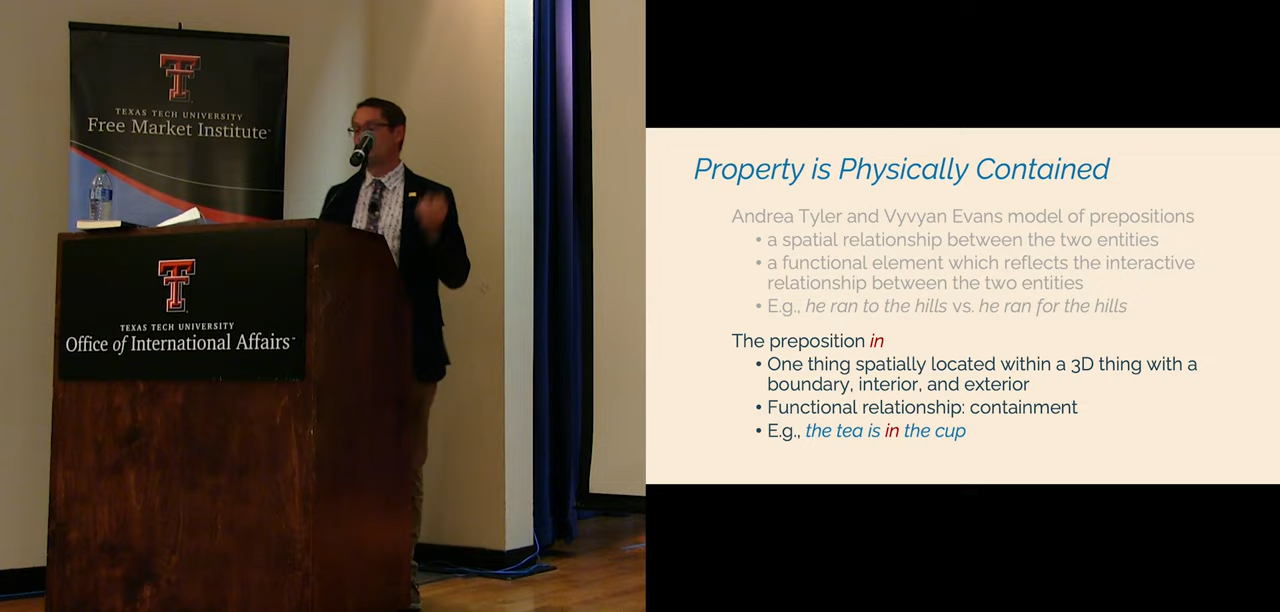 TEXAS TECH UNIVERSITY
Free Market Institute™
TEXAS TECH UNIVERSITY
Office of International Affairs™
Property is Physically Contained
Andrea Tyler and Vyvyan Evans model of prepositions
• a spatial relationship between the two entities
• a functional element which reflects the interactive
relationship between the two entities
• E.g., he ran to the hills vs. he ran for the hills
The preposition in
• One thing spatially located within a 3D thing with a
boundary, interior, and exterior
• Functional relationship: containment
• E.g., the tea is in the cup